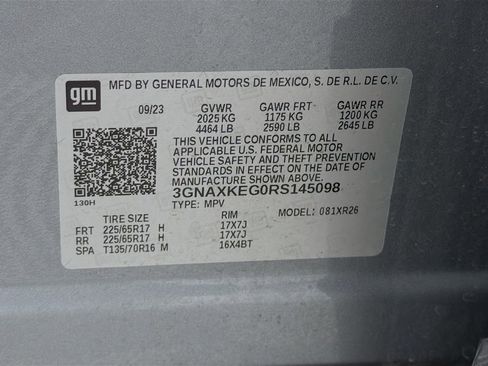 gm
MFD BY GENERAL MOTORS DE MEXICO, S. DE R.L. DE C.V.
09/23 GVWR GAWR FRT GAWR RR
2025 KG 1175 KG 1200 KG
4464 LB 2590 LB 2645 LB
THIS VEHICLE CONFORMS TO ALL
APPLICABLE U.S. FEDERAL MOTOR
VEHICLE SAFETY AND THEFT PREVENTION
STANDARDS IN EFFECT ON THE DATE OF
MANUFACTURE SHOWN ABOVE.
3GNAXKEG0RS145098
130H TYPE: MPV MODEL: 081XR26
TIRE SIZE RIM
FRT 225/65R17 H 17X7J
RR 225/65R17 H 17X7J
SPA T135/70R16 M 16X4BT